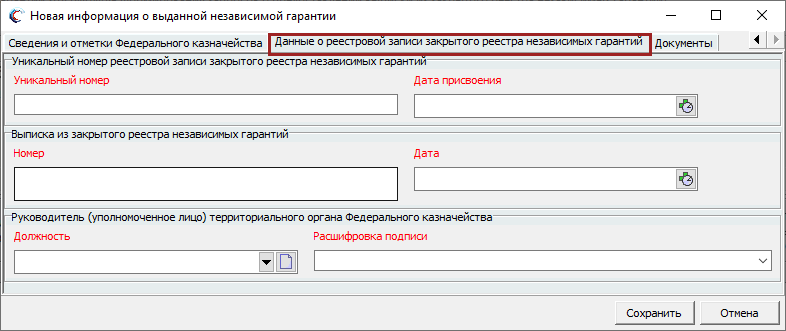 Новая информация о выданной независимой гарантии
Сведения и отметки Федерального казначейства Данные о реестровой записи закрытого реестра независимых гарантий Документы
Уникальный номер реестровой записи закрытого реестра независимых гарантий
Уникальный номер Дата присвоения
Выписка из закрытого реестра независимых гарантий
Номер Дата
Руководитель (уполномоченное лицо) территориального органа Федерального казначейства
Должность Расшифровка подписи
Сохранить Отмена